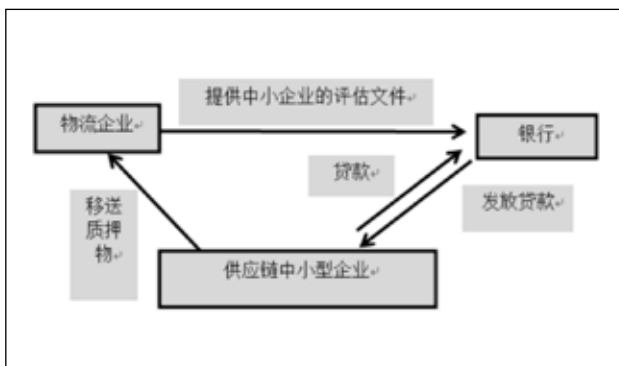 提供中小企业的评估文件
物流企业
银行
贷款
移送
质押
物
发放贷款
供应链中小型企业